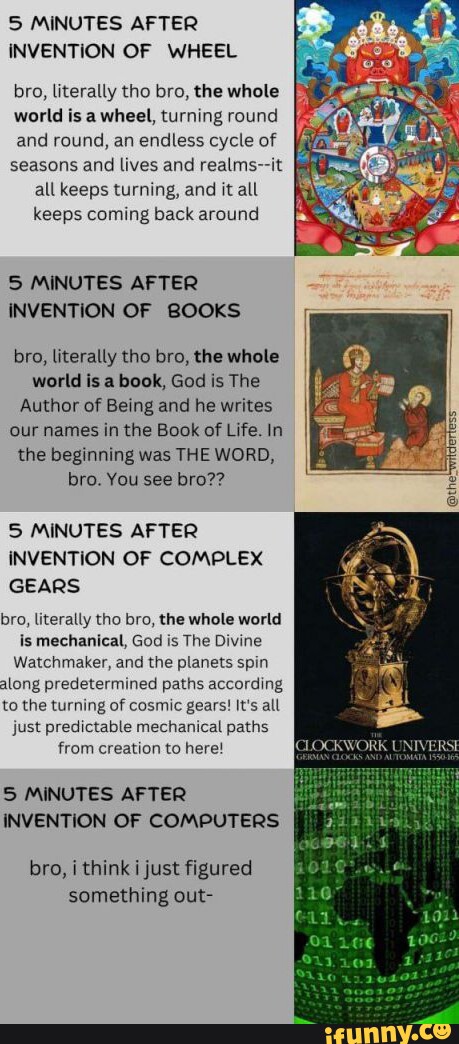 5 MINUTES AFTER
INVENTION OF WHEEL
bro, literally tho bro, the whole
world is a wheel, turning round
and round, an endless cycle of
seasons and lives and realms--it
all keeps turning, and it all
keeps coming back around
5 MINUTES AFTER
INVENTION OF BOOKS
bro, literally tho bro, the whole
world is a book, God is The
Author of Being and he writes
our names in the Book of Life. In
the beginning was THE WORD,
bro. You see bro??
@the_wilderless
5 MINUTES AFTER
INVENTION OF COMPLEX
GEARS
bro, literally tho bro, the whole world
is mechanical, God is The Divine
Watchmaker, and the planets spin
along predetermined paths according
to the turning of cosmic gears! It's all
just predictable mechanical paths
from creation to here!
THE
CLOCKWORK UNIVERSE
GERMAN CLOCKS AND AUTOMATA 1550-165
5 MINUTES AFTER
INVENTION OF COMPUTERS
bro, i think i just figured
something out-
ifunny.co